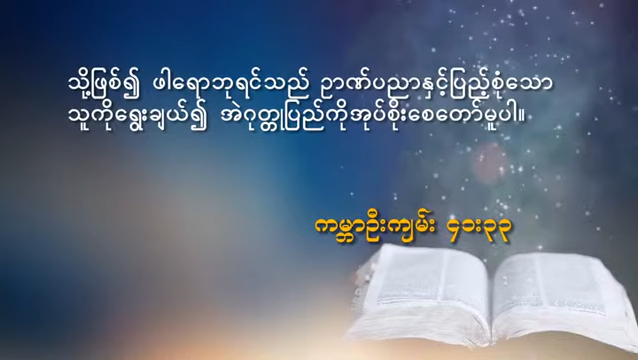 သို့ဖြစ်၍ ဖါရောဘုရင်သည် ဉာဏ်ပညာနှင့်ပြည့်စုံသော
သူကိုရွေးချယ်၍ အဲဂုတ္တုပြည်ကိုအုပ်စိုးစေတော်မူပါ။
ကမ္ဘာဦးကျမ်း ၄၁း၃၃